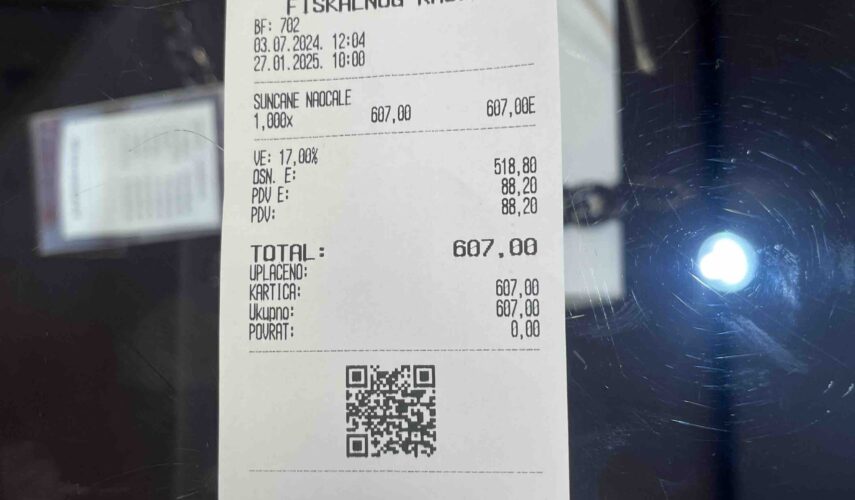 FISKALNOG
BF: 702
03.07.2024. 12:04
27.01.2025. 10:00
SUNCANE NAOCALE
1,000x 607,00 607,00E
VE: 17,00%
OSN. E: 518,80
PDV E: 88,20
PDV: 88,20
TOTAL: 607,00
UPLACENO:
KARTICA: 607,00
Ukupno: 607,00
POVRAT: 0,00